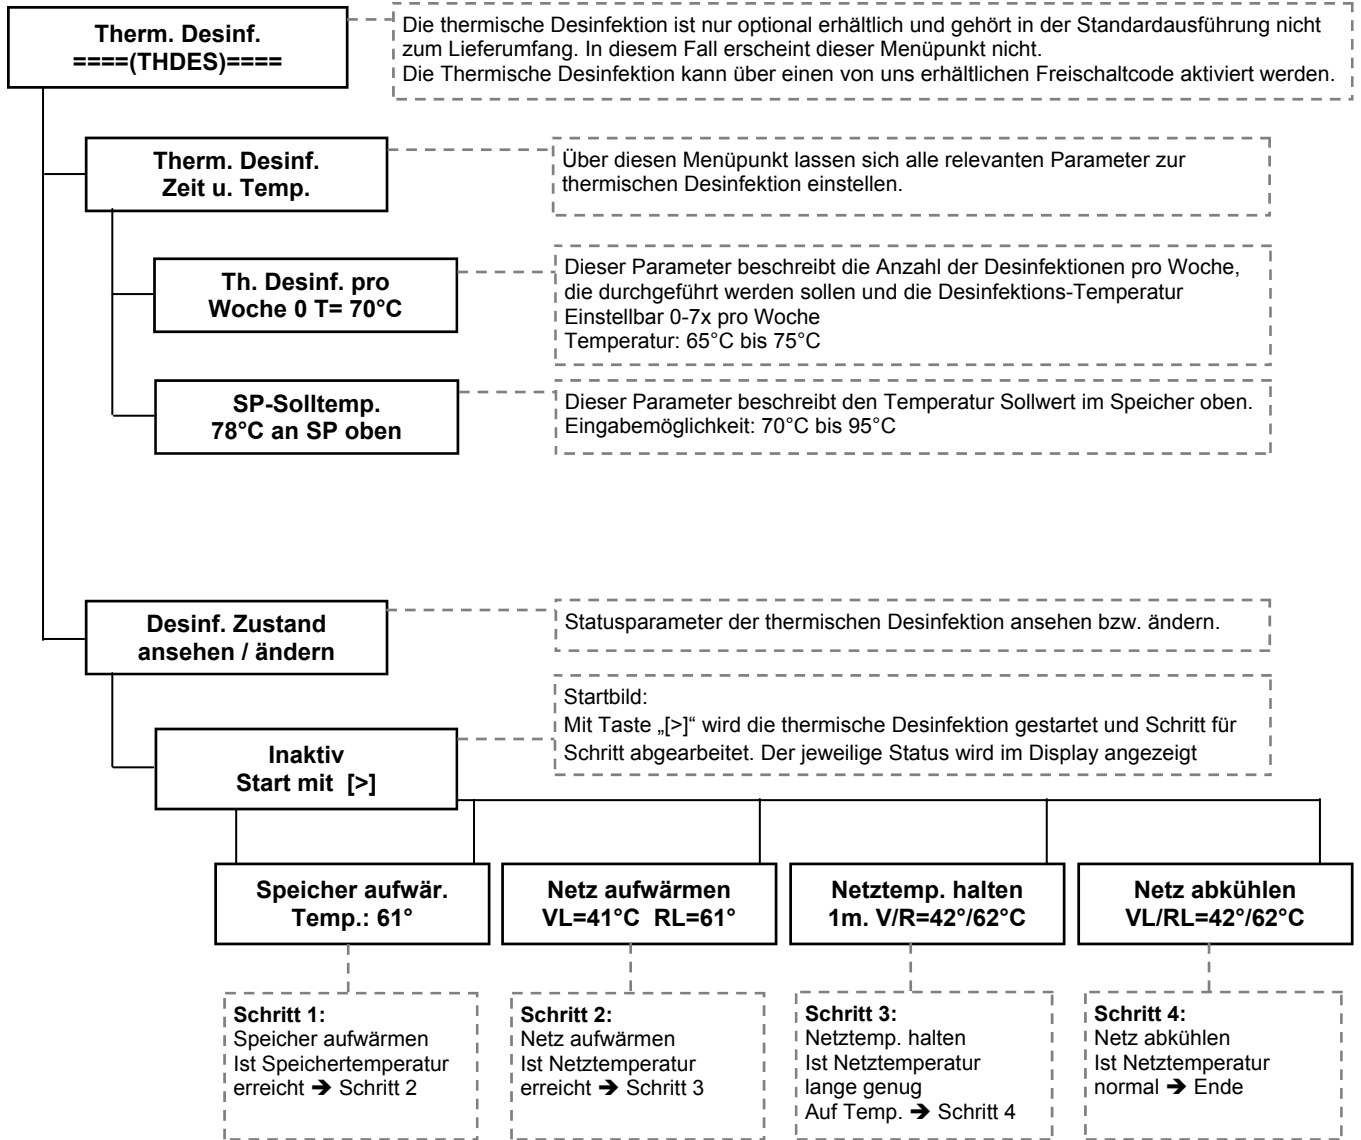 Therm. Desinf.
====(THDES)====
Die thermische Desinfektion ist nur optional erhältlich und gehört in der Standardausführung nicht
zum Lieferumfang. In diesem Fall erscheint dieser Menüpunkt nicht.
Die Thermische Desinfektion kann über einen von uns erhältlichen Freischaltcode aktiviert werden.
Therm. Desinf.
Zeit u. Temp.
Über diesen Menüpunkt lassen sich alle relevanten Parameter zur
thermischen Desinfektion einstellen.
Th. Desinf. pro
Woche 0 T= 70°C
Dieser Parameter beschreibt die Anzahl der Desinfektionen pro Woche,
die durchgeführt werden sollen und die Desinfektions-Temperatur
Einstellbar 0-7x pro Woche
Temperatur: 65°C bis 75°C
SP-Solltemp.
78°C an SP oben
Dieser Parameter beschreibt den Temperatur Sollwert im Speicher oben.
Eingabemöglichkeit: 70°C bis 95°C
Desinf. Zustand
ansehen / ändern
Statusparameter der thermischen Desinfektion ansehen bzw. ändern.
Inaktiv
Start mit [>]
Startbild:
Mit Taste „[>]“ wird die thermische Desinfektion gestartet und Schritt für
Schritt abgearbeitet. Der jeweilige Status wird im Display angezeigt
Speicher aufwär.
Temp.: 61°
Netz aufwärmen
VL=41°C RL=61°
Netztemp. halten
1m. V/R=42°/62°C
Netz abkühlen
VL/RL=42°/62°C
Schritt 1:
Speicher aufwärmen
Ist Speichertemperatur
erreicht ➔ Schritt 2
Schritt 2:
Netz aufwärmen
Ist Netztemperatur
erreicht ➔ Schritt 3
Schritt 3:
Netztemp. halten
Ist Netztemperatur
lange genug
Auf Temp. ➔ Schritt 4
Schritt 4:
Netz abkühlen
Ist Netztemperatur
normal ➔ Ende